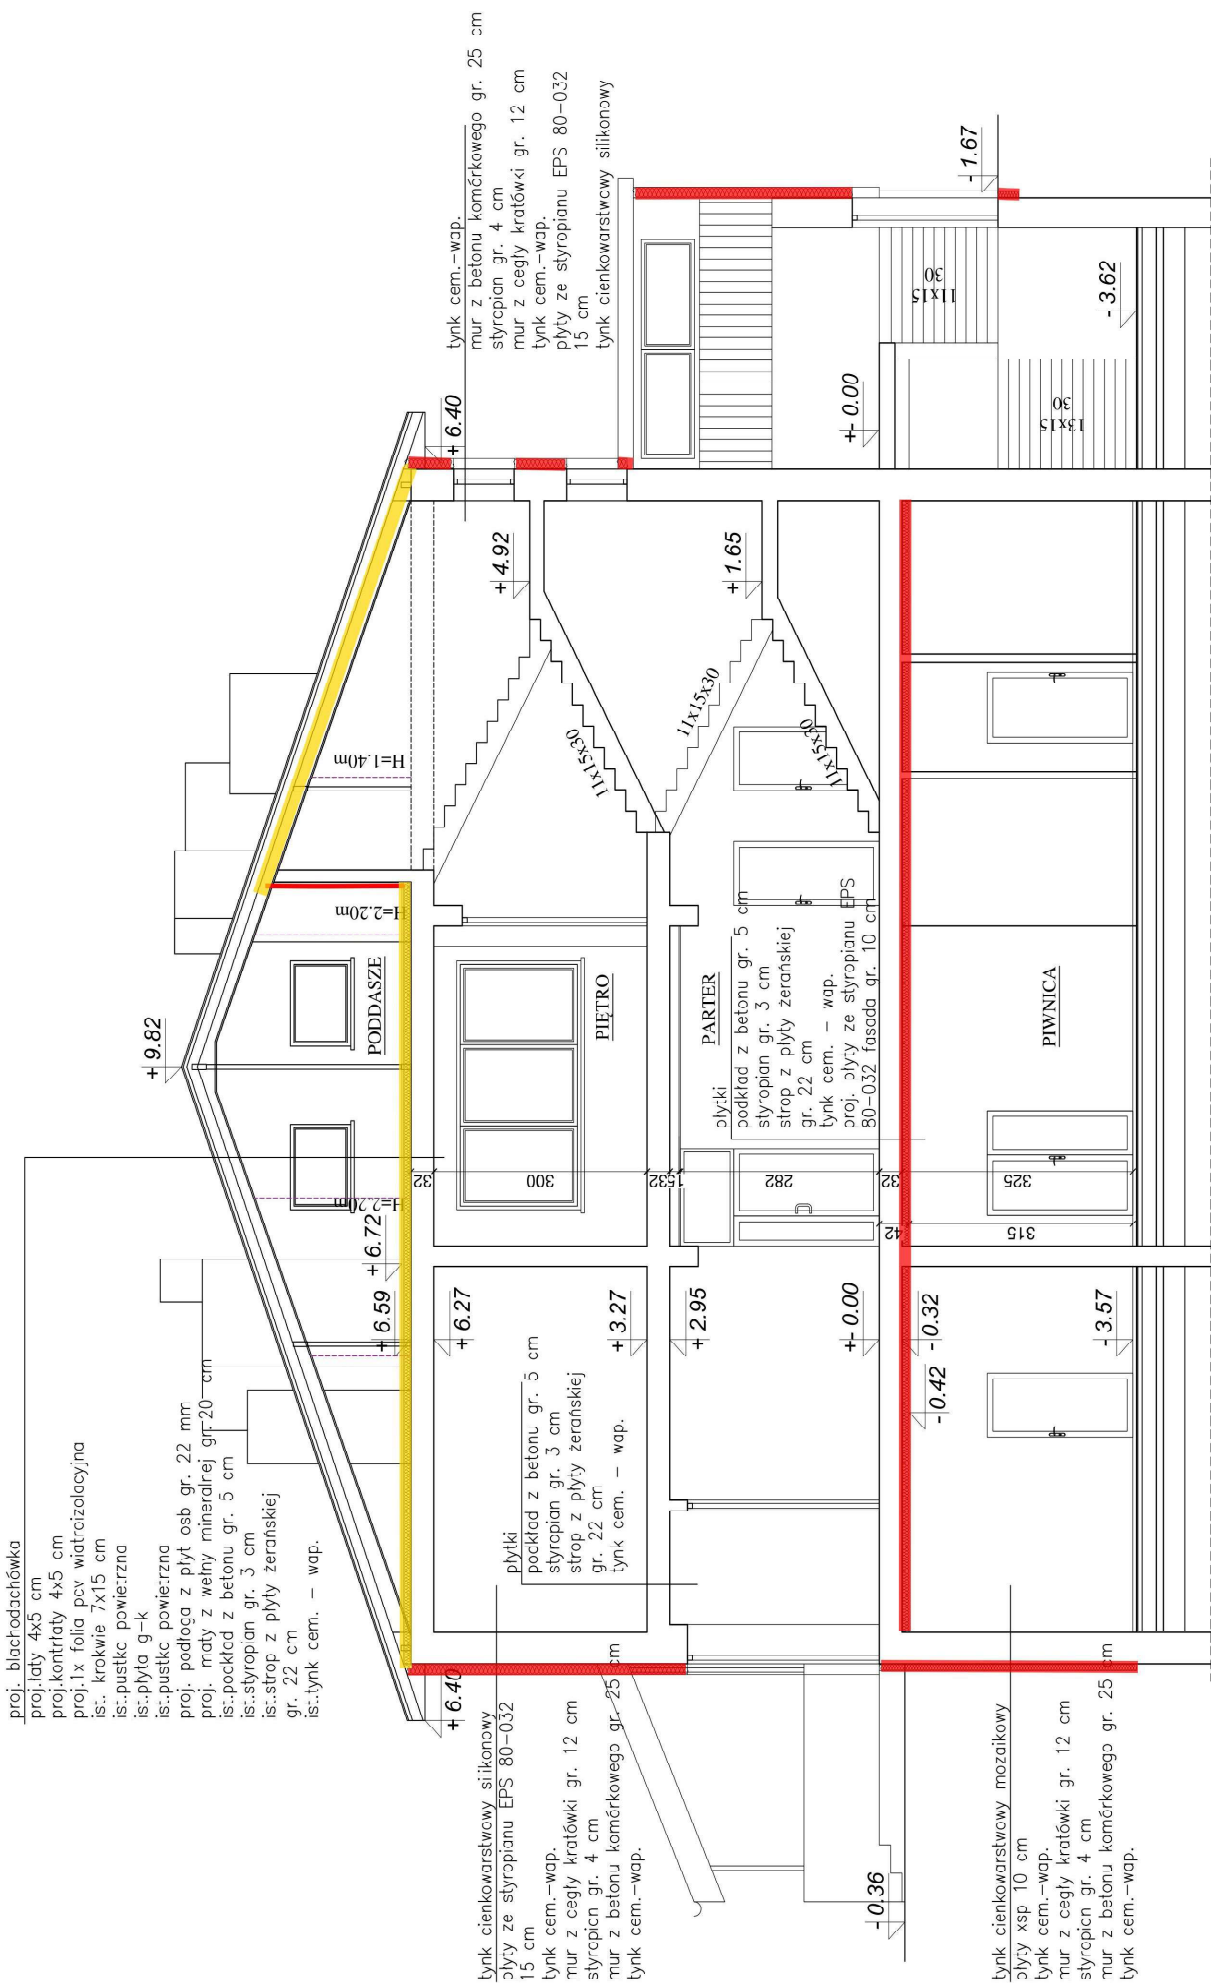 proj. blachodachówka
proj.łaty 4x5 cm
proj.kontrłaty 4x5 cm
proj.1x folia pcv wiatroizolacyjna
ist. krokwie 7x15 cm
ist.pustka powietrzna
ist.płyta g-k
ist.pustka powietrzna
proj. podłoga z płyt osb gr. 22 mm
proj. maty z wełny mineralnej gr. 20 cm
ist.podkład z betonu gr. 5 cm
ist.styropian gr. 3 cm
ist.strop z płyty żerańskiej
gr. 22 cm
ist.tynk cem. - wap.
tynk cem.-wap.
mur z betonu komórkowego gr. 25 cm
styropian gr. 4 cm
mur z cegły kratówki gr. 12 cm
tynk cem.-wap.
płyty ze styropianu EPS 80-032
15 cm
tynk cienkowarstwowy silikonowy
+ 9.82
+ 6.40
H=1.40m
H=2.20m
H=2.20m
PODDASZE
+ 6.72
+ 6.59
+ 6.40
+ 6.27
32
+ 4.92
11x15x30
300
PIĘTRO
+ 3.27
+ 2.95
1532
płytki
podkład z betonu gr. 5 cm
styropian gr. 3 cm
strop z płyty żerańskiej
gr. 22 cm
tynk cem. - wap.
+ 1.65
11x15x30
11x15x30
PARTER
płytki
podkład z betonu gr. 5 cm
styropian gr. 3 cm
strop z płyty żerańskiej
gr. 22 cm
tynk cem. - wap.
proj. płyty ze styropianu EPS
80-032 fasada gr. 10 cm
282
+- 0.00
+- 0.00
32
42
- 0.32
- 0.42
- 0.36
11x15
30
13x15
30
- 1.67
- 3.62
PIWNICA
325
315
- 3.57
tynk cienkowarstwowy silikonowy
płyty ze styropianu EPS 80-032
15 cm
tynk cem.-wap.
mur z cegły kratówki gr. 12 cm
styropian gr. 4 cm
mur z betonu komórkowego gr. 25 cm
tynk cem.-wap.
tynk cienkowarstwowy mozaikowy
płyty xsp 10 cm
tynk cem.-wap.
mur z cegły kratówki gr. 12 cm
styropian gr. 4 cm
mur z betonu komórkowego gr. 25 cm
tynk cem.-wap.